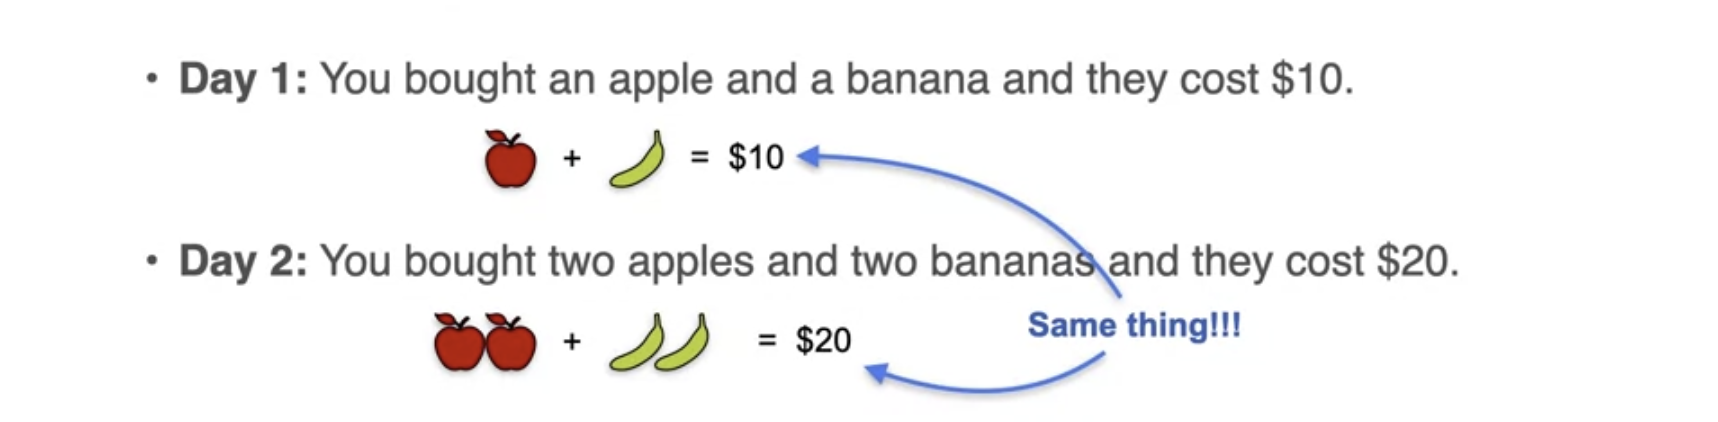 • Day 1: You bought an apple and a banana and they cost $10.
+ = $10
• Day 2: You bought two apples and two bananas and they cost $20.
Same thing!!!
+ = $20